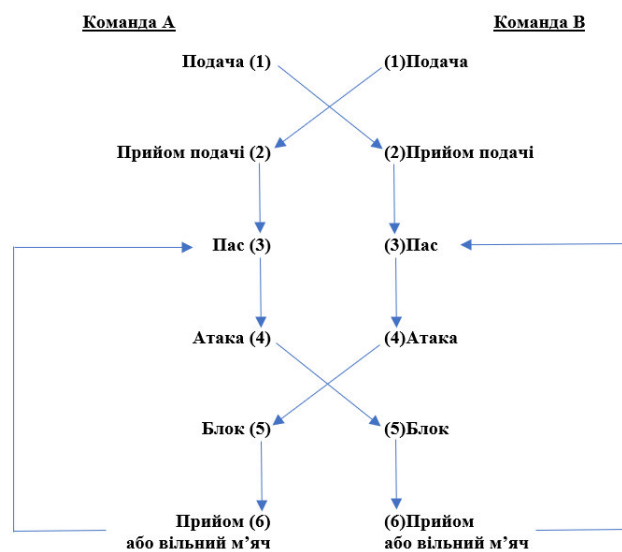 Команда А
Команда В
Подача (1)
(1)Подача
Прийом подачі (2)
(2)Прийом подачі
Пас (3)
(3)Пас
Атака (4)
(4)Атака
Блок (5)
(5)Блок
Прийом (6)
або вільний м’яч
(6)Прийом
або вільний м’яч